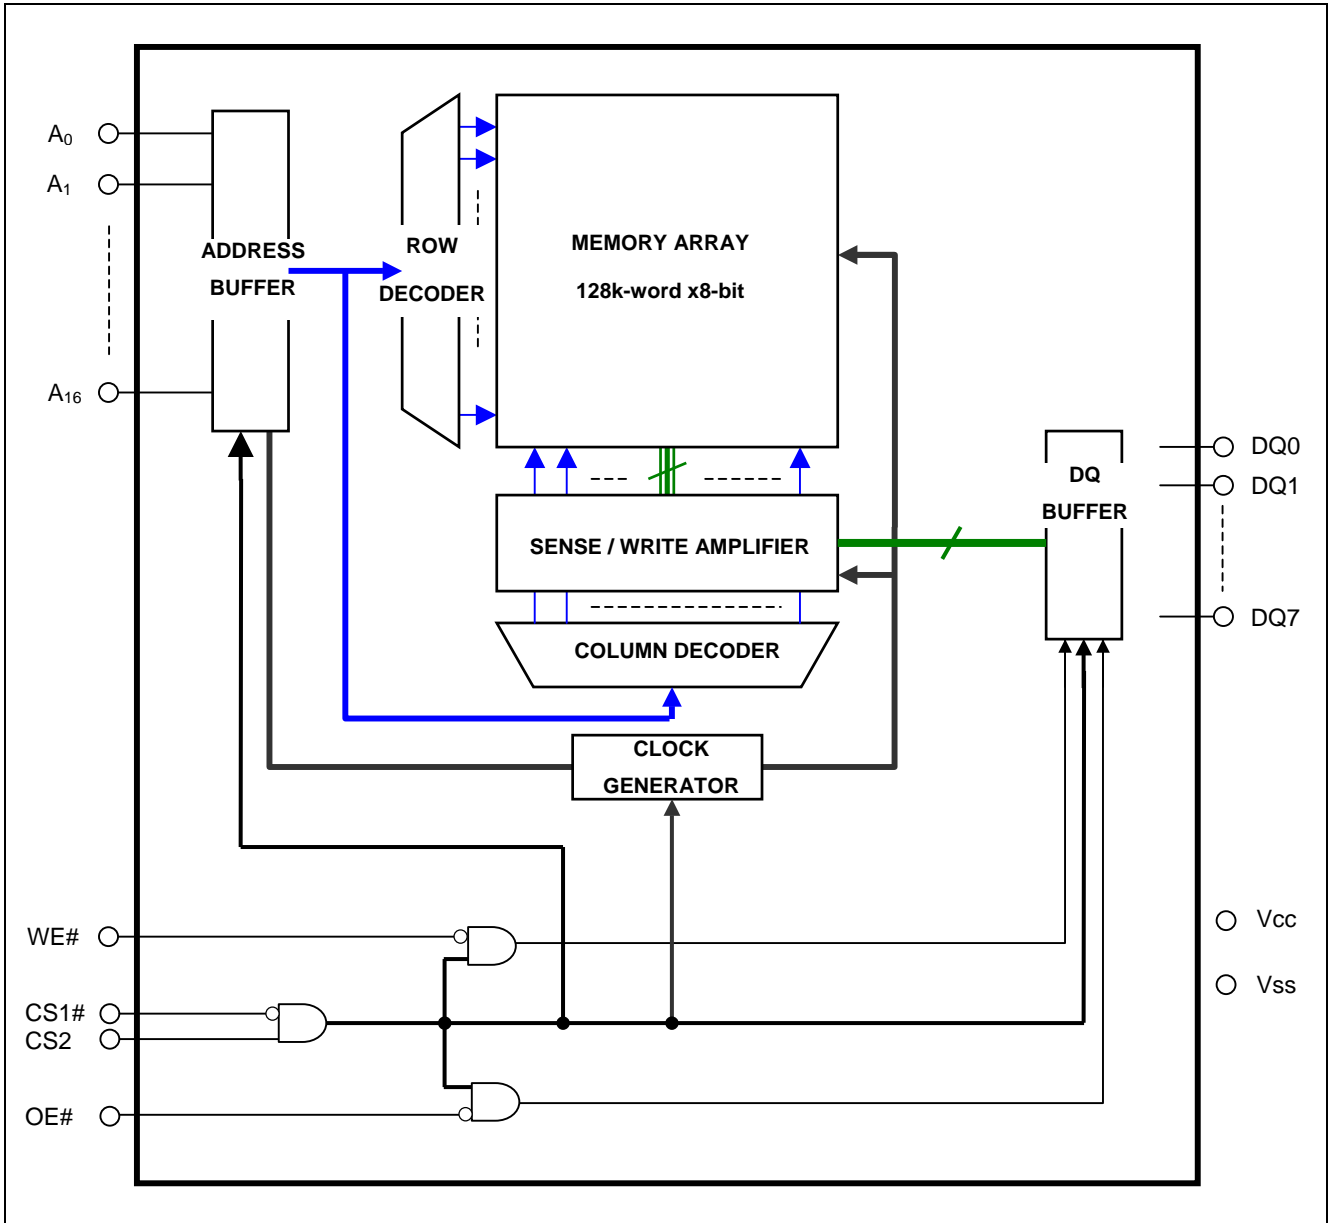 A0
A1
A16
ADDRESS
BUFFER
ROW
DECODER
MEMORY ARRAY
128k-word x8-bit
SENSE / WRITE AMPLIFIER
COLUMN DECODER
CLOCK
GENERATOR
DQ
BUFFER
DQ0
DQ1
DQ7
WE#
CS1#
CS2
OE#
Vcc
Vss